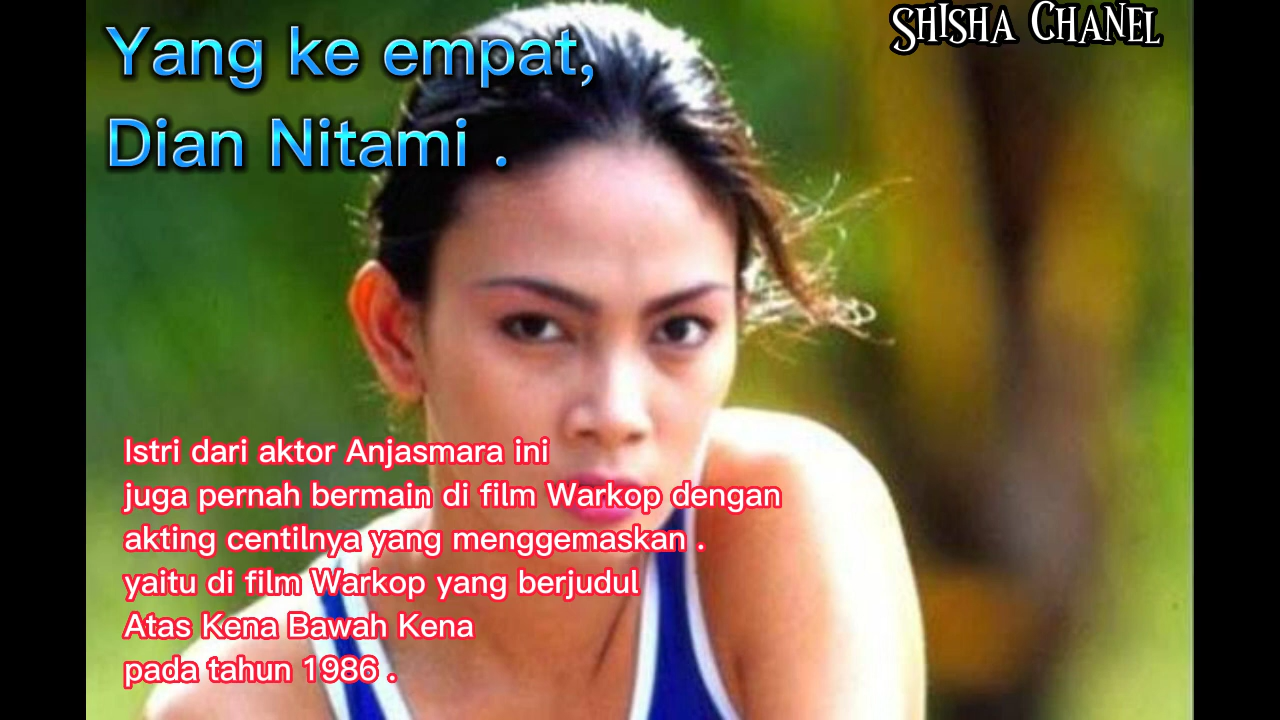 SHISHA CHANEL
Yang ke empat,
Dian Nitami .
Istri dari aktor Anjasmara ini
juga pernah bermain di film Warkop dengan
akting centilnya yang menggemaskan .
yaitu di film Warkop yang berjudul
Atas Kena Bawah Kena
pada tahun 1986 .